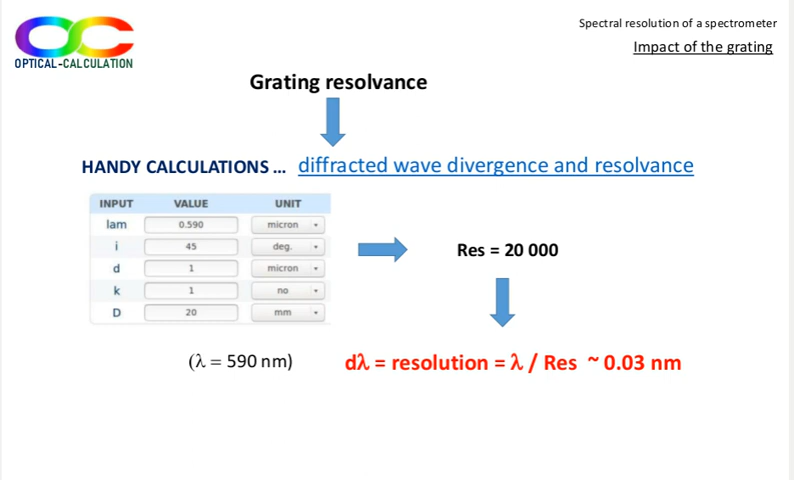 OPTICAL-CALCULATION
Spectral resolution of a spectrometer
Impact of the grating
Grating resolvance
HANDY CALCULATIONS ... diffracted wave divergence and resolvance
INPUT VALUE UNIT
lam 0.590 micron
i 45 deg.
d 1 micron
k 1 no
D 20 mm
Res = 20 000
(λ = 590 nm)
dλ = resolution = λ / Res ~ 0.03 nm